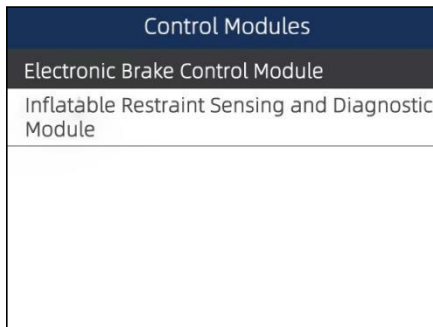 Control Modules
Electronic Brake Control Module
Inflatable Restraint Sensing and Diagnostic
Module